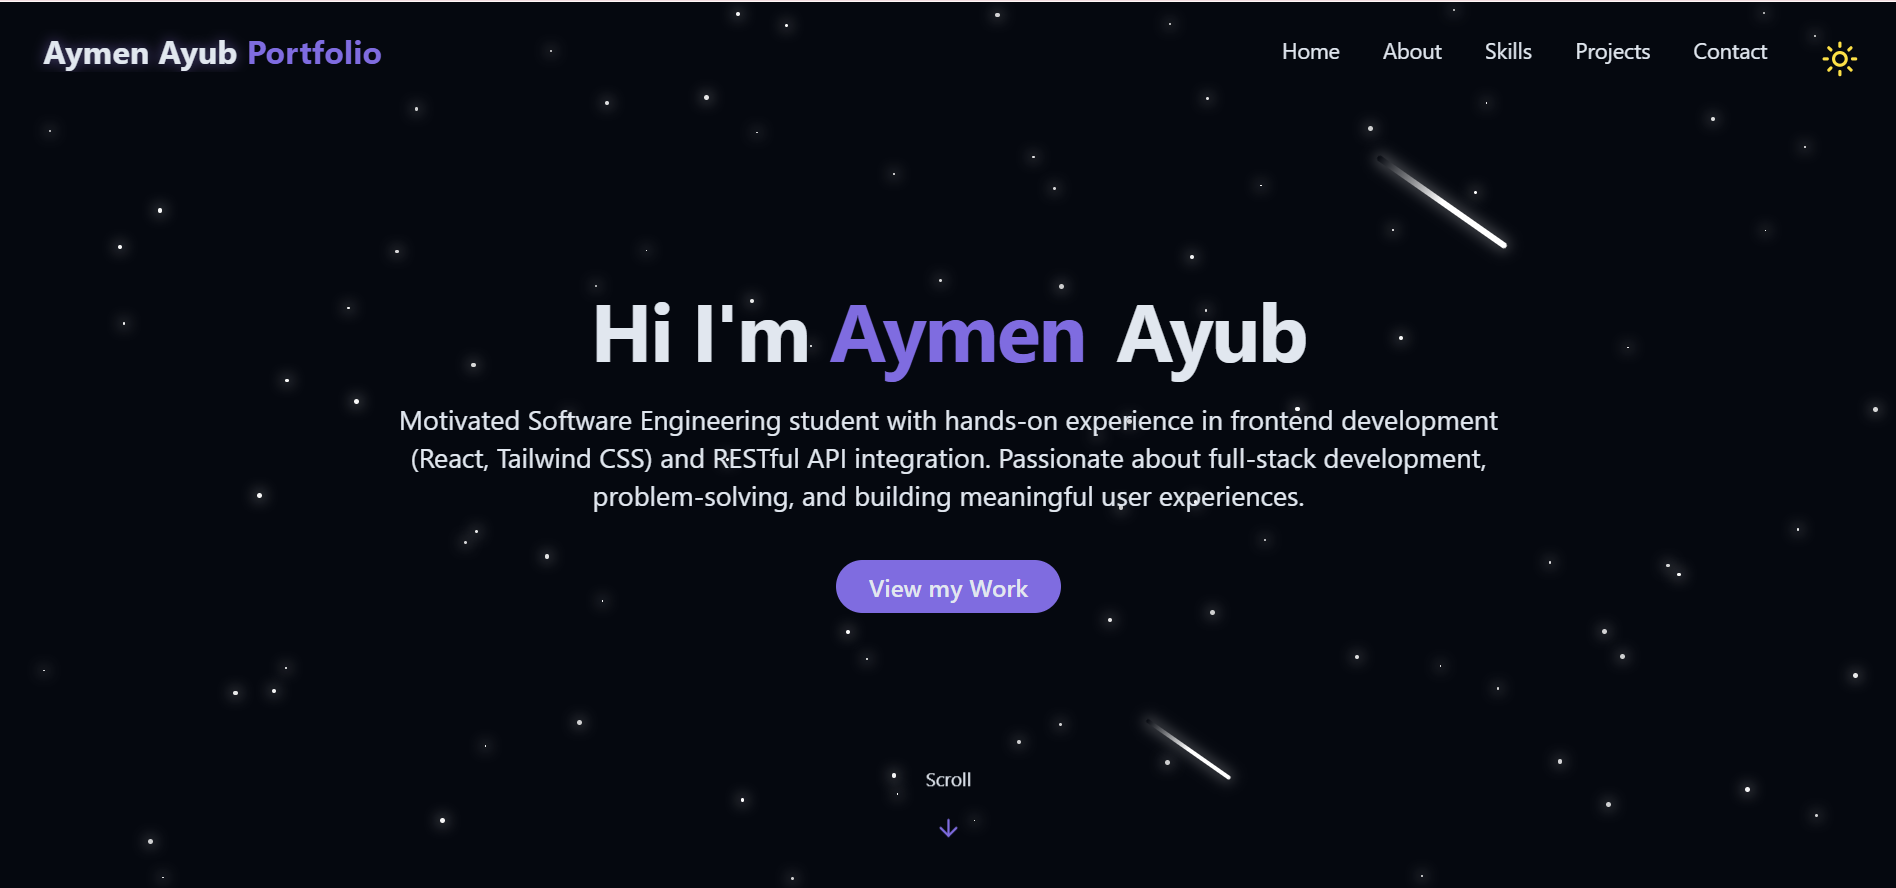 Aymen Ayub Portfolio
Home About Skills Projects Contact
Hi I'm Aymen Ayub
Motivated Software Engineering student with hands-on experience in frontend development
(React, Tailwind CSS) and RESTful API integration. Passionate about full-stack development,
problem-solving, and building meaningful user experiences.
View my Work
Scroll